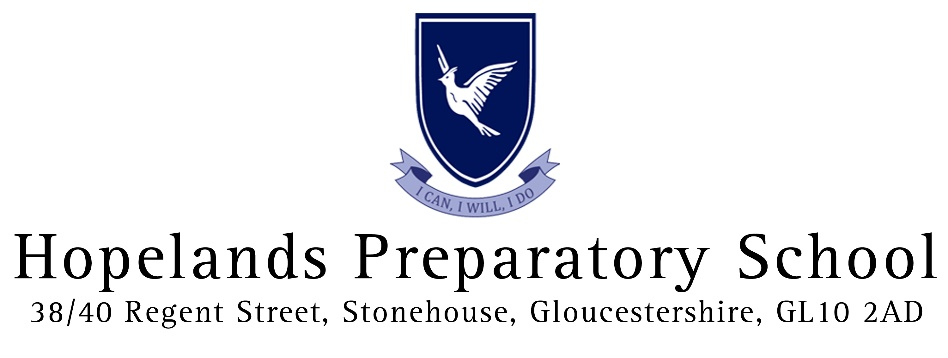 I CAN, I WILL, I DO
Hopelands Preparatory School
38/40 Regent Street, Stonehouse, Gloucestershire, GL10 2AD